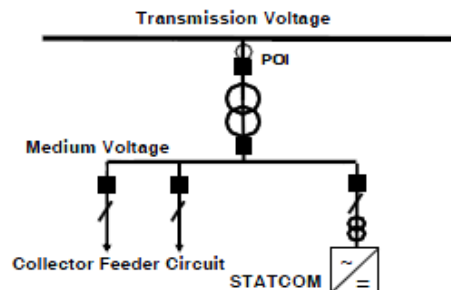 Transmission Voltage
POI
Medium Voltage
Collector Feeder Circuit
STATCOM
~
=